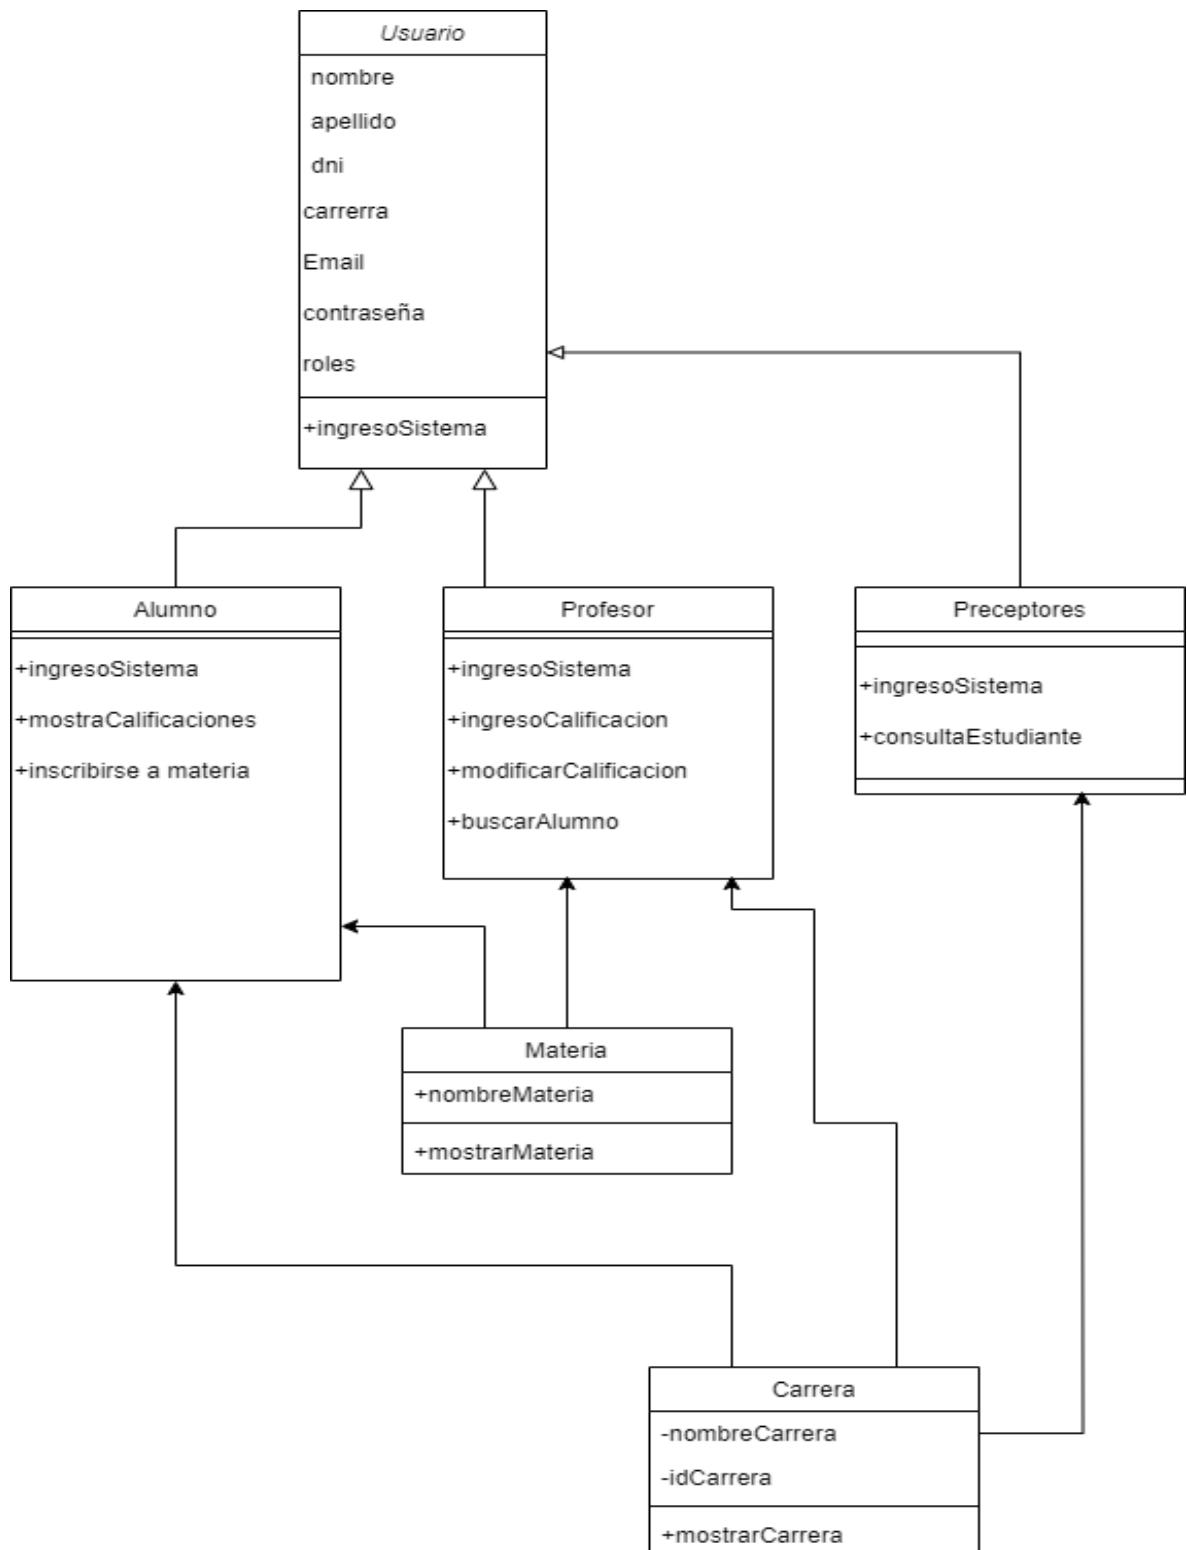 Usuario
nombre
apellido
dni
carrerra
Email
contraseña
roles
+ingresoSistema
Alumno
+ingresoSistema
+mostraCalificaciones
+inscribirse a materia
Profesor
+ingresoSistema
+ingresoCalificacion
+modificarCalificacion
+buscarAlumno
Preceptores
+ingresoSistema
+consultaEstudiante
Materia
+nombreMateria
+mostrarMateria
Carrera
-nombreCarrera
-idCarrera
+mostrarCarrera